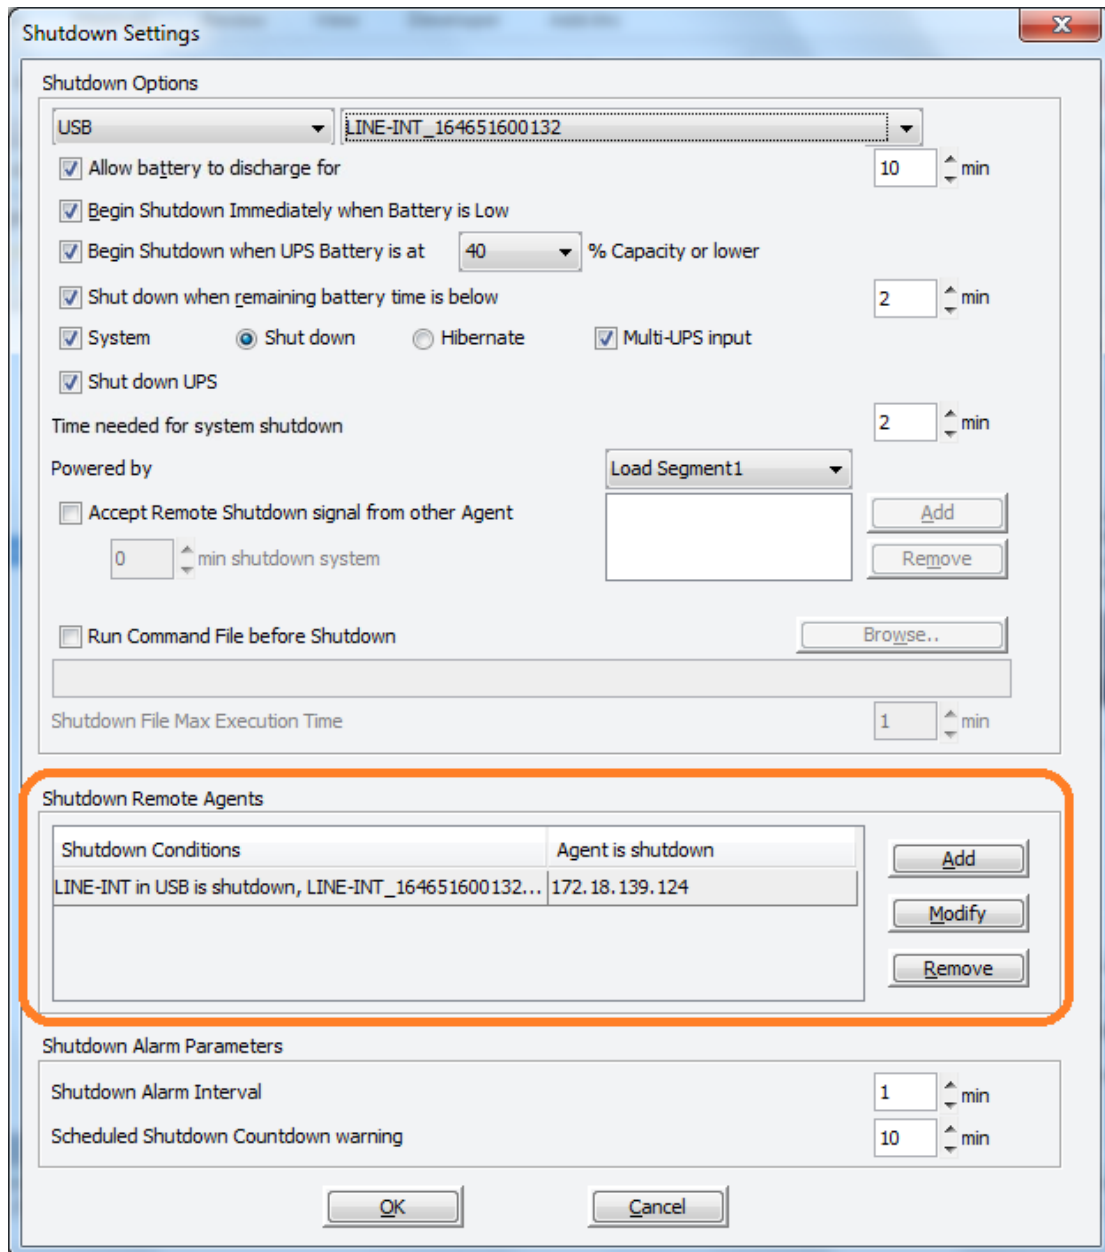 Shutdown Settings
Shutdown Options
USB LINE-INT_164651600132
Allow battery to discharge for 10 min
Begin Shutdown Immediately when Battery is Low
Begin Shutdown when UPS Battery is at 40 % Capacity or lower
Shut down when remaining battery time is below 2 min
System Shut down Hibernate Multi-UPS input
Shut down UPS
Time needed for system shutdown 2 min
Powered by Load Segment1
Accept Remote Shutdown signal from other Agent Add
0 min shutdown system Remove
Run Command File before Shutdown Browse..
Shutdown File Max Execution Time 1 min
Shutdown Remote Agents
Shutdown Conditions Agent is shutdown Add
LINE-INT in USB is shutdown, LINE-INT_164651600132... 172.18.139.124
Modify
Remove
Shutdown Alarm Parameters
Shutdown Alarm Interval 1 min
Scheduled Shutdown Countdown warning 10 min
OK Cancel